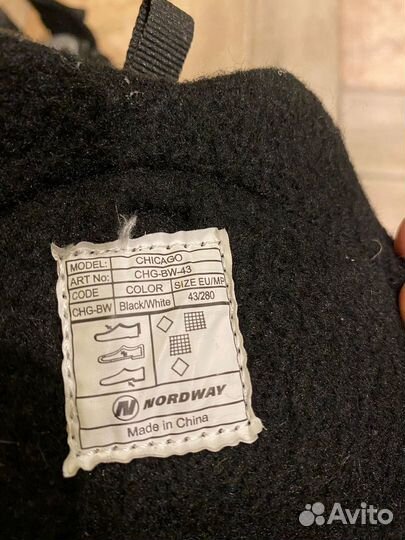 MODEL: CHICAGO
ART No: CHG-BW-43
CODE COLOR SIZE EU/MP
CHG-BW Black/White 43/280
NORDWAY
Made in China
Avito